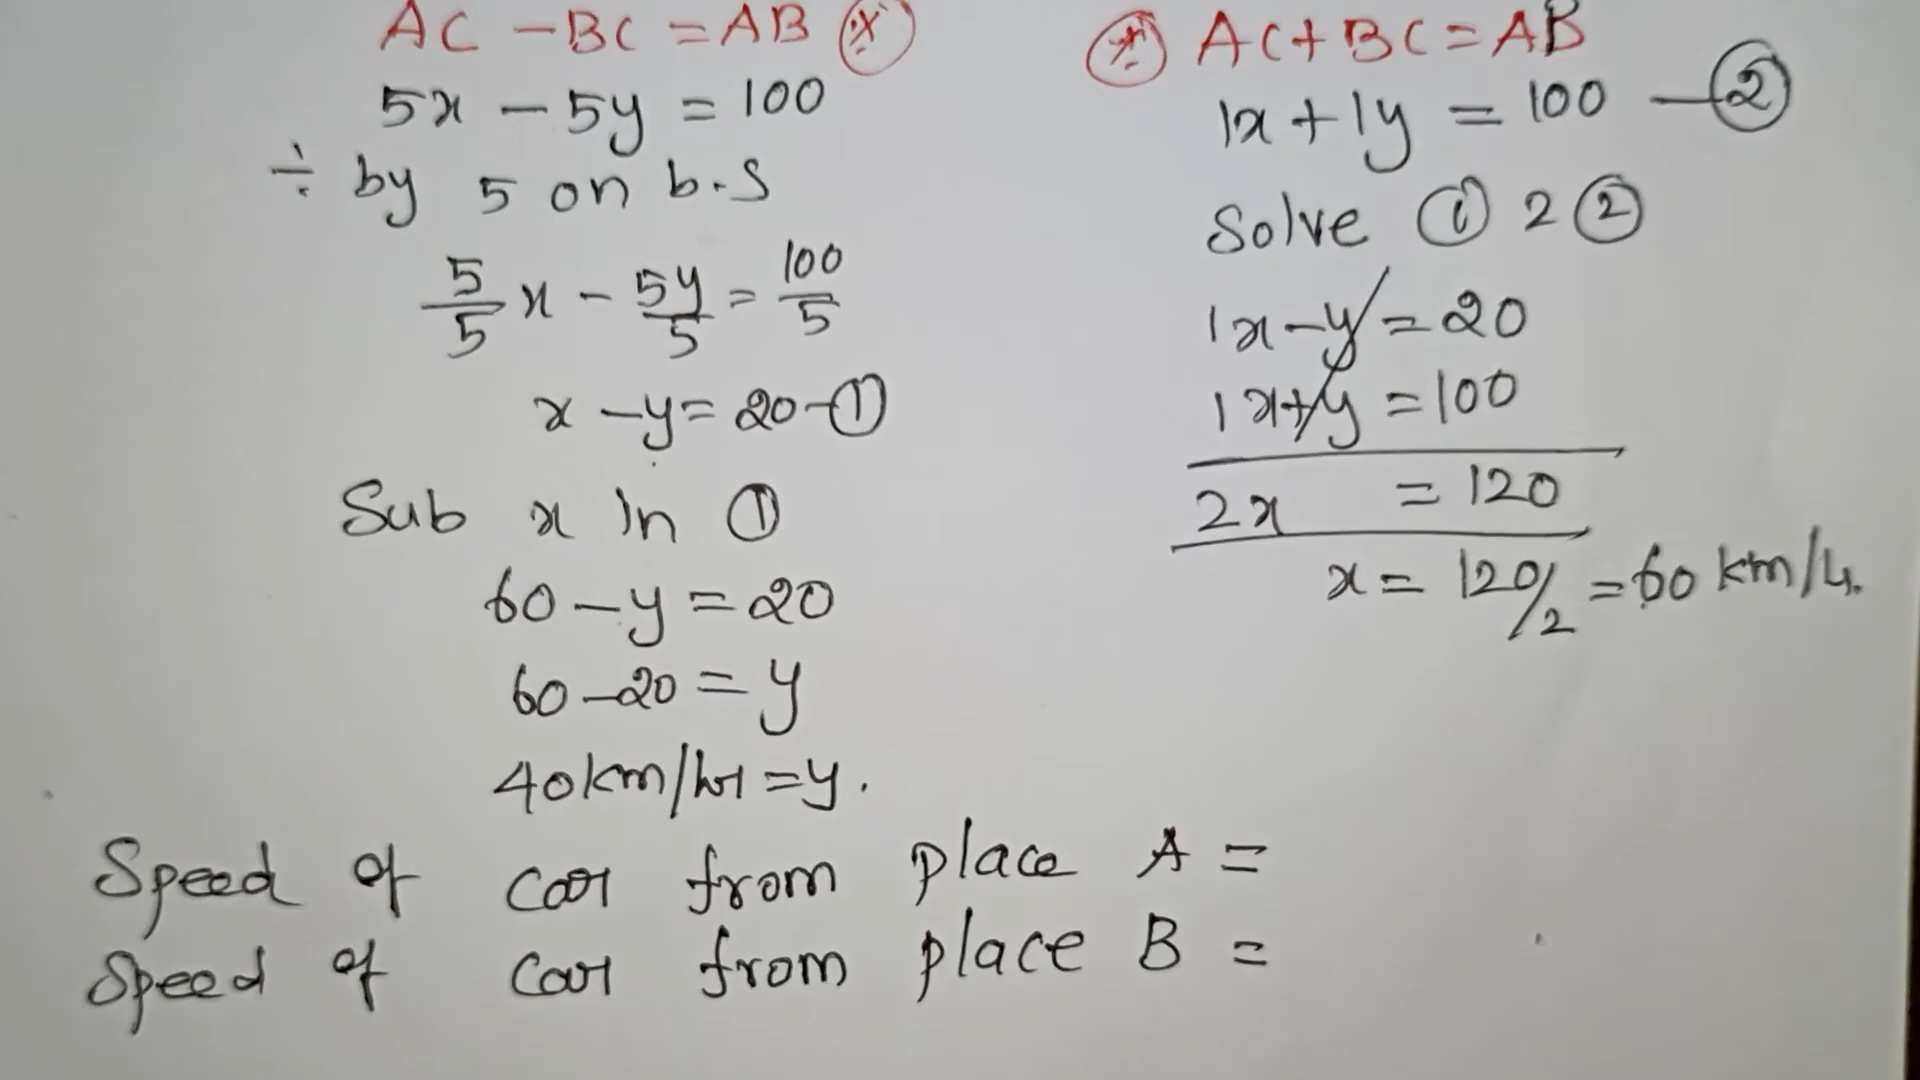 AC - BC = AB (*)
5x - 5y = 100
÷ by 5 on b.s
5/5 x - 5y/5 = 100/5
x - y = 20 - ①
Sub x in ①
60 - y = 20
60 - 20 = y
40km/hr = y.
(*) AC + BC = AB
1x + 1y = 100 - ②
Solve ① 2 ②
1x - y = 20
1x + y = 100
2x = 120
x = 120/2 = 60 km/h.
Speed of car from place A =
Speed of car from place B =